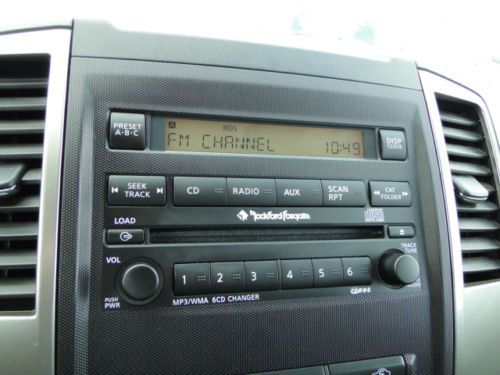 PRESET
A·B·C
A RDS
FM CHANNEL 10:49
DISP
CLOCK
SEEK
TRACK
CD
RADIO
AUX
SCAN
RPT
CAT
FOLDER
Rockford Fosgate
LOAD
VOL
PUSH
PWR
1
2
3
4
5
6
TRACK
TUNE
MP3/WMA 6CD CHANGER